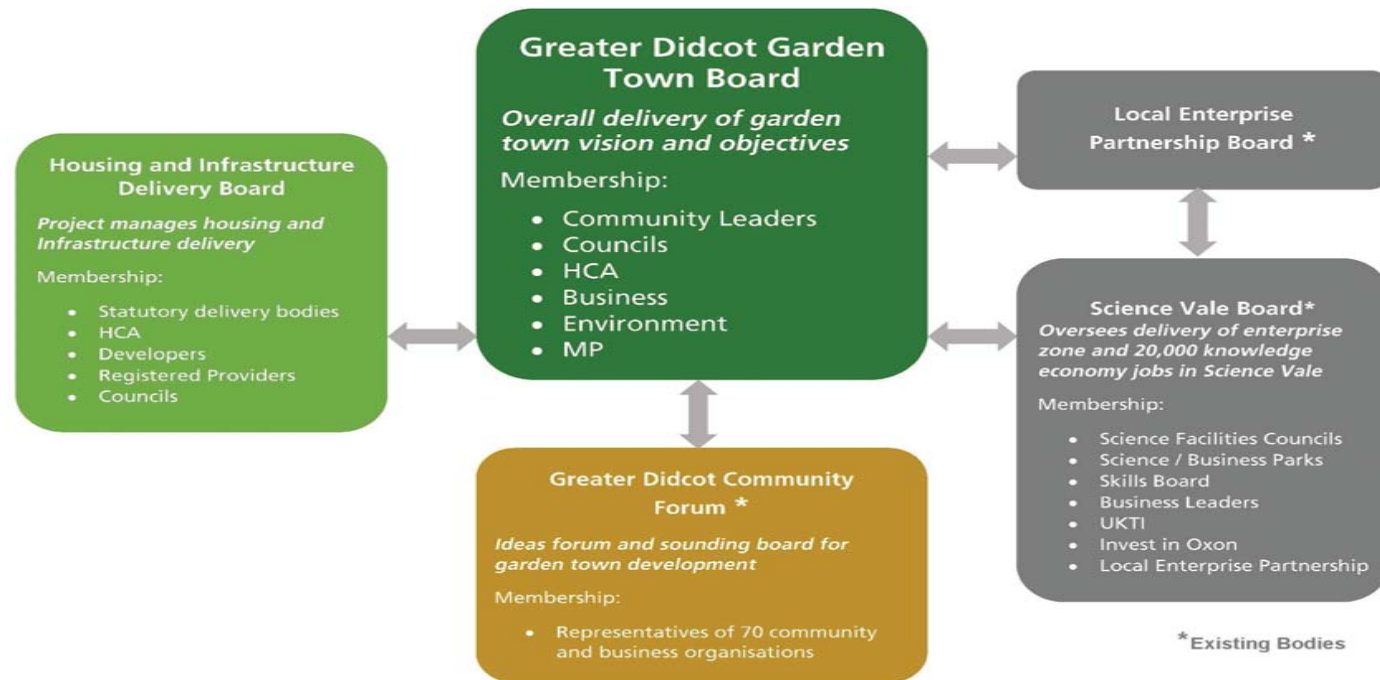 Greater Didcot Garden
Town Board
Overall delivery of garden
town vision and objectives
Membership:
• Community Leaders
• Councils
• HCA
• Business
• Environment
• MP
Housing and Infrastructure
Delivery Board
Project manages housing and
Infrastructure delivery
Membership:
• Statutory delivery bodies
• HCA
• Developers
• Registered Providers
• Councils
Local Enterprise
Partnership Board *
Science Vale Board*
Oversees delivery of enterprise
zone and 20,000 knowledge
economy jobs in Science Vale
Membership:
• Science Facilities Councils
• Science / Business Parks
• Skills Board
• Business Leaders
• UKTI
• Invest in Oxon
• Local Enterprise Partnership
Greater Didcot Community
Forum *
Ideas forum and sounding board for
garden town development
Membership:
• Representatives of 70 community
and business organisations
*Existing Bodies